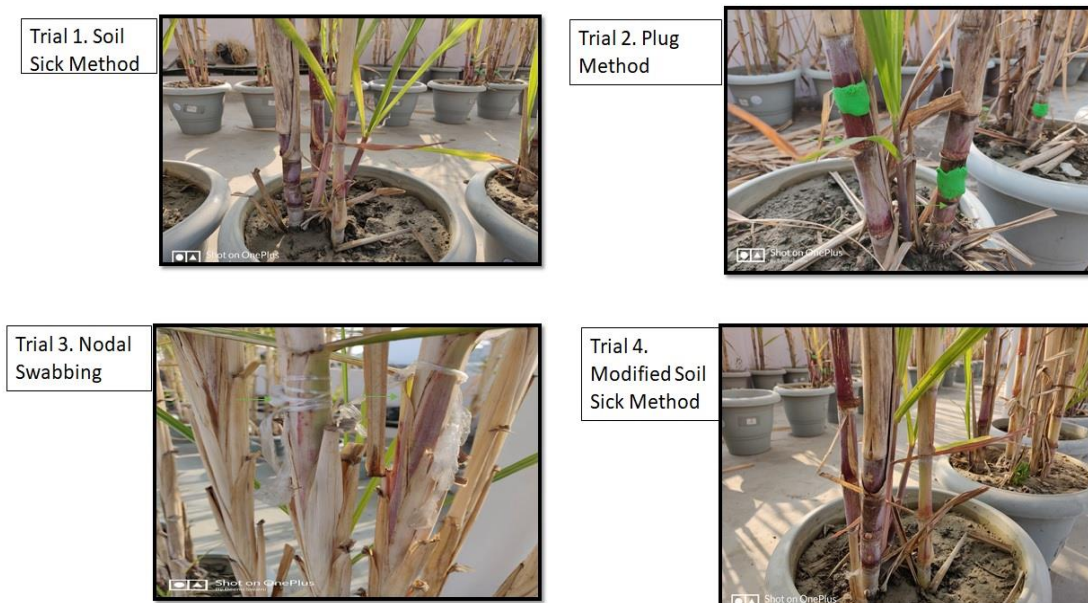 Trial 1. Soil
Sick Method
Shot on OnePlus
Trial 2. Plug
Method
Shot on OnePlus
Trial 3. Nodal
Swabbing
Shot on OnePlus
Trial 4.
Modified Soil
Sick Method
Shot on OnePlus